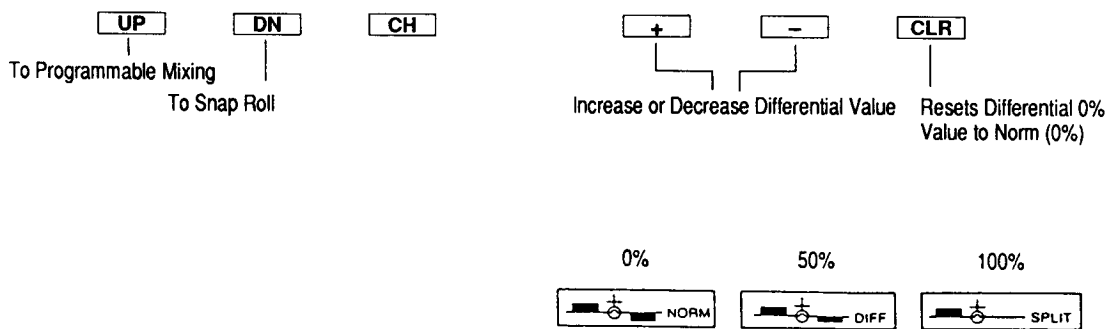 UP DN CH + − CLR
To Programmable Mixing
To Snap Roll
Increase or Decrease Differential Value
Resets Differential 0%
Value to Norm (0%)
0% 50% 100%
NORM DIFF SPLIT